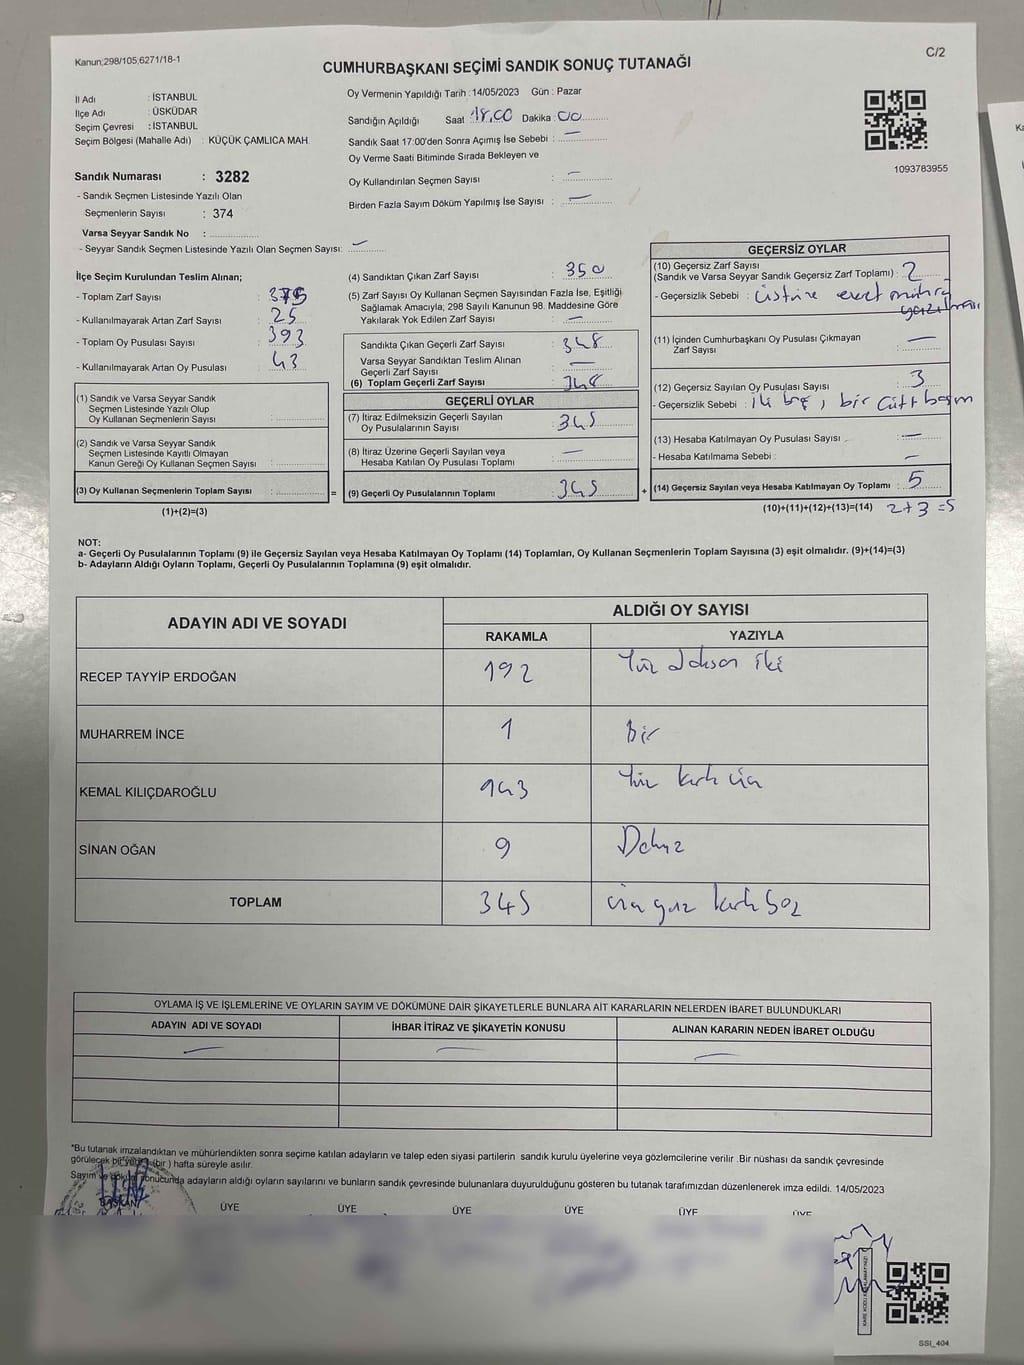 Kanun;298/105;6271/18-1
C/2
CUMHURBAŞKANI SEÇİMİ SANDIK SONUÇ TUTANAĞI
İl Adı : İSTANBUL
İlçe Adı : ÜSKÜDAR
Seçim Çevresi : İSTANBUL
Seçim Bölgesi (Mahalle Adı) : KÜÇÜK ÇAMLICA MAH.
Sandık Numarası : 3282
- Sandık Seçmen Listesinde Yazılı Olan
Seçmenlerin Sayısı : 374
Varsa Seyyar Sandık No :
- Seyyar Sandık Seçmen Listesinde Yazılı Olan Seçmen Sayısı: —
Oy Vermenin Yapıldığı Tarih :14/05/2023 Gün : Pazar
Sandığın Açıldığı Saat 18.00 Dakika 00
Sandık Saat 17:00'den Sonra Açımış İse Sebebi : —
Oy Verme Saati Bitiminde Sırada Bekleyen ve
Oy Kullandırılan Seçmen Sayısı : —
Birden Fazla Sayım Döküm Yapılmış İse Sayısı : —
1093783955
İlçe Seçim Kurulundan Teslim Alınan;
- Toplam Zarf Sayısı : 375
- Kullanılmayarak Artan Zarf Sayısı : 25
- Toplam Oy Pusulası Sayısı : 393
- Kullanılmayarak Artan Oy Pusulası : 43
(1) Sandık ve Varsa Seyyar Sandık
Seçmen Listesinde Yazılı Olup
Oy Kullanan Seçmenlerin Sayısı :
(2) Sandık ve Varsa Seyyar Sandık
Seçmen Listesinde Kayıtlı Olmayan
Kanun Gereği Oy Kullanan Seçmen Sayısı :
(3) Oy Kullanan Seçmenlerin Toplam Sayısı :
(1)+(2)=(3)
(4) Sandıktan Çıkan Zarf Sayısı : 350
(5) Zarf Sayısı Oy Kullanan Seçmen Sayısından Fazla İse, Eşitliği
Sağlamak Amacıyla; 298 Sayılı Kanunun 98. Maddesine Göre
Yakılarak Yok Edilen Zarf Sayısı : —
Sandıkta Çıkan Geçerli Zarf Sayısı : 348
Varsa Seyyar Sandıktan Teslim Alınan
Geçerli Zarf Sayısı : —
(6) Toplam Geçerli Zarf Sayısı : 348
GEÇERLİ OYLAR
(7) İtiraz Edilmeksizin Geçerli Sayılan
Oy Pusulalarının Sayısı : 345
(8) İtiraz Üzerine Geçerli Sayılan veya
Hesaba Katılan Oy Pusulası Toplamı : —
= (9) Geçerli Oy Pusulalarının Toplamı : 345
GEÇERSİZ OYLAR
(10) Geçersiz Zarf Sayısı
(Sandık ve Varsa Seyyar Sandık Geçersiz Zarf Toplamı) : 2
- Geçersizlik Sebebi : üstüne evet mührü
yazılması
(11) İçinden Cumhurbaşkanı Oy Pusulası Çıkmayan
Zarf Sayısı : —
(12) Geçersiz Sayılan Oy Pusulası Sayısı : 3
- Geçersizlik Sebebi : iki boş, bir çift basım
(13) Hesaba Katılmayan Oy Pusulası Sayısı : —
- Hesaba Katılmama Sebebi : —
+ (14) Geçersiz Sayılan veya Hesaba Katılmayan Oy Toplamı : 5
(10)+(11)+(12)+(13)=(14) 2+3=5
NOT:
a- Geçerli Oy Pusulalarının Toplamı (9) ile Geçersiz Sayılan veya Hesaba Katılmayan Oy Toplamı (14) Toplamları, Oy Kullanan Seçmenlerin Toplam Sayısına (3) eşit olmalıdır. (9)+(14)=(3)
b- Adayların Aldığı Oyların Toplamı, Geçerli Oy Pusulalarının Toplamına (9) eşit olmalıdır.
ADAYIN ADI VE SOYADI
ALDIĞI OY SAYISI
RAKAMLA YAZIYLA
RECEP TAYYİP ERDOĞAN 192 Yüz doksan iki
MUHARREM İNCE 1 bir
KEMAL KILIÇDAROĞLU 143 Yüz kırk üç
SİNAN OĞAN 9 Dokuz
TOPLAM 345 üç yüz kırk beş
OYLAMA İŞ VE İŞLEMLERİNE VE OYLARIN SAYIM VE DÖKÜMÜNE DAİR ŞİKAYETLERLE BUNLARA AİT KARARLARIN NELERDEN İBARET BULUNDUKLARI
ADAYIN ADI VE SOYADI İHBAR İTİRAZ VE ŞİKAYETİN KONUSU ALINAN KARARIN NEDEN İBARET OLDUĞU
— — —
*Bu tutanak imzalandıktan ve mühürlendikten sonra seçime katılan adayların ve talep eden siyasi partilerin sandık kurulu üyelerine veya gözlemcilerine verilir .Bir nüshası da sandık çevresinde
görülecek bir yere (bir ) hafta süreyle asılır.
Sayım ve döküm sonucunda adayların aldığı oyların sayılarını ve bunların sandık çevresinde bulunanlara duyurulduğunu gösteren bu tutanak tarafımızdan düzenlenerek imza edildi. 14/05/2023
BAŞKAN ÜYE ÜYE ÜYE ÜYE ÜYE ÜYE
SSİ_404